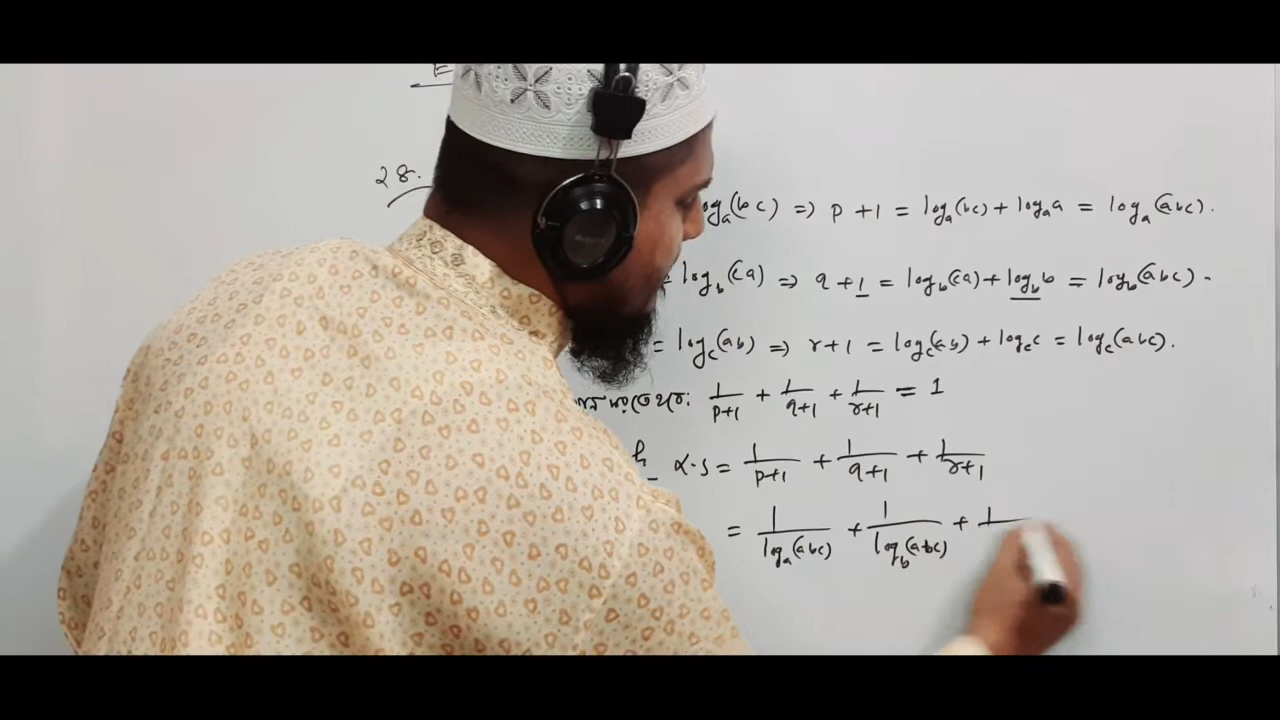 28.
log_a(bc) => p + 1 = log_a(bc) + log_a a = log_a(abc).
= log_b(ca) => q + 1 = log_b(ca) + log_b b = log_b(abc).
= log_c(ab) => r + 1 = log_c(ab) + log_c c = log_c(abc).
1/(p+1) + 1/(q+1) + 1/(r+1) = 1
L.S = 1/(p+1) + 1/(q+1) + 1/(r+1)
= 1/log_a(abc) + 1/log_b(abc) + 1